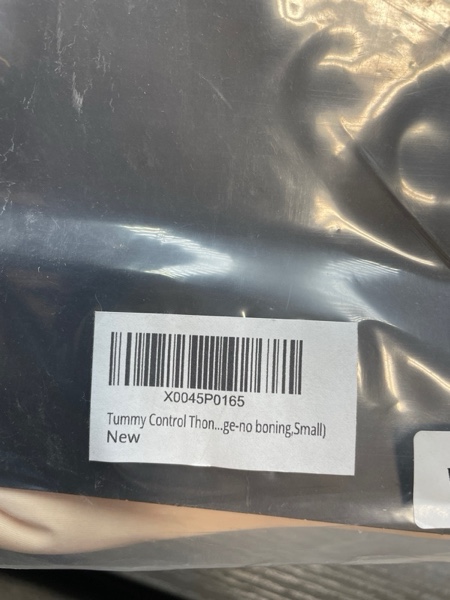 X0045P0165
Tummy Control Thon...ge-no boning,Small)
New